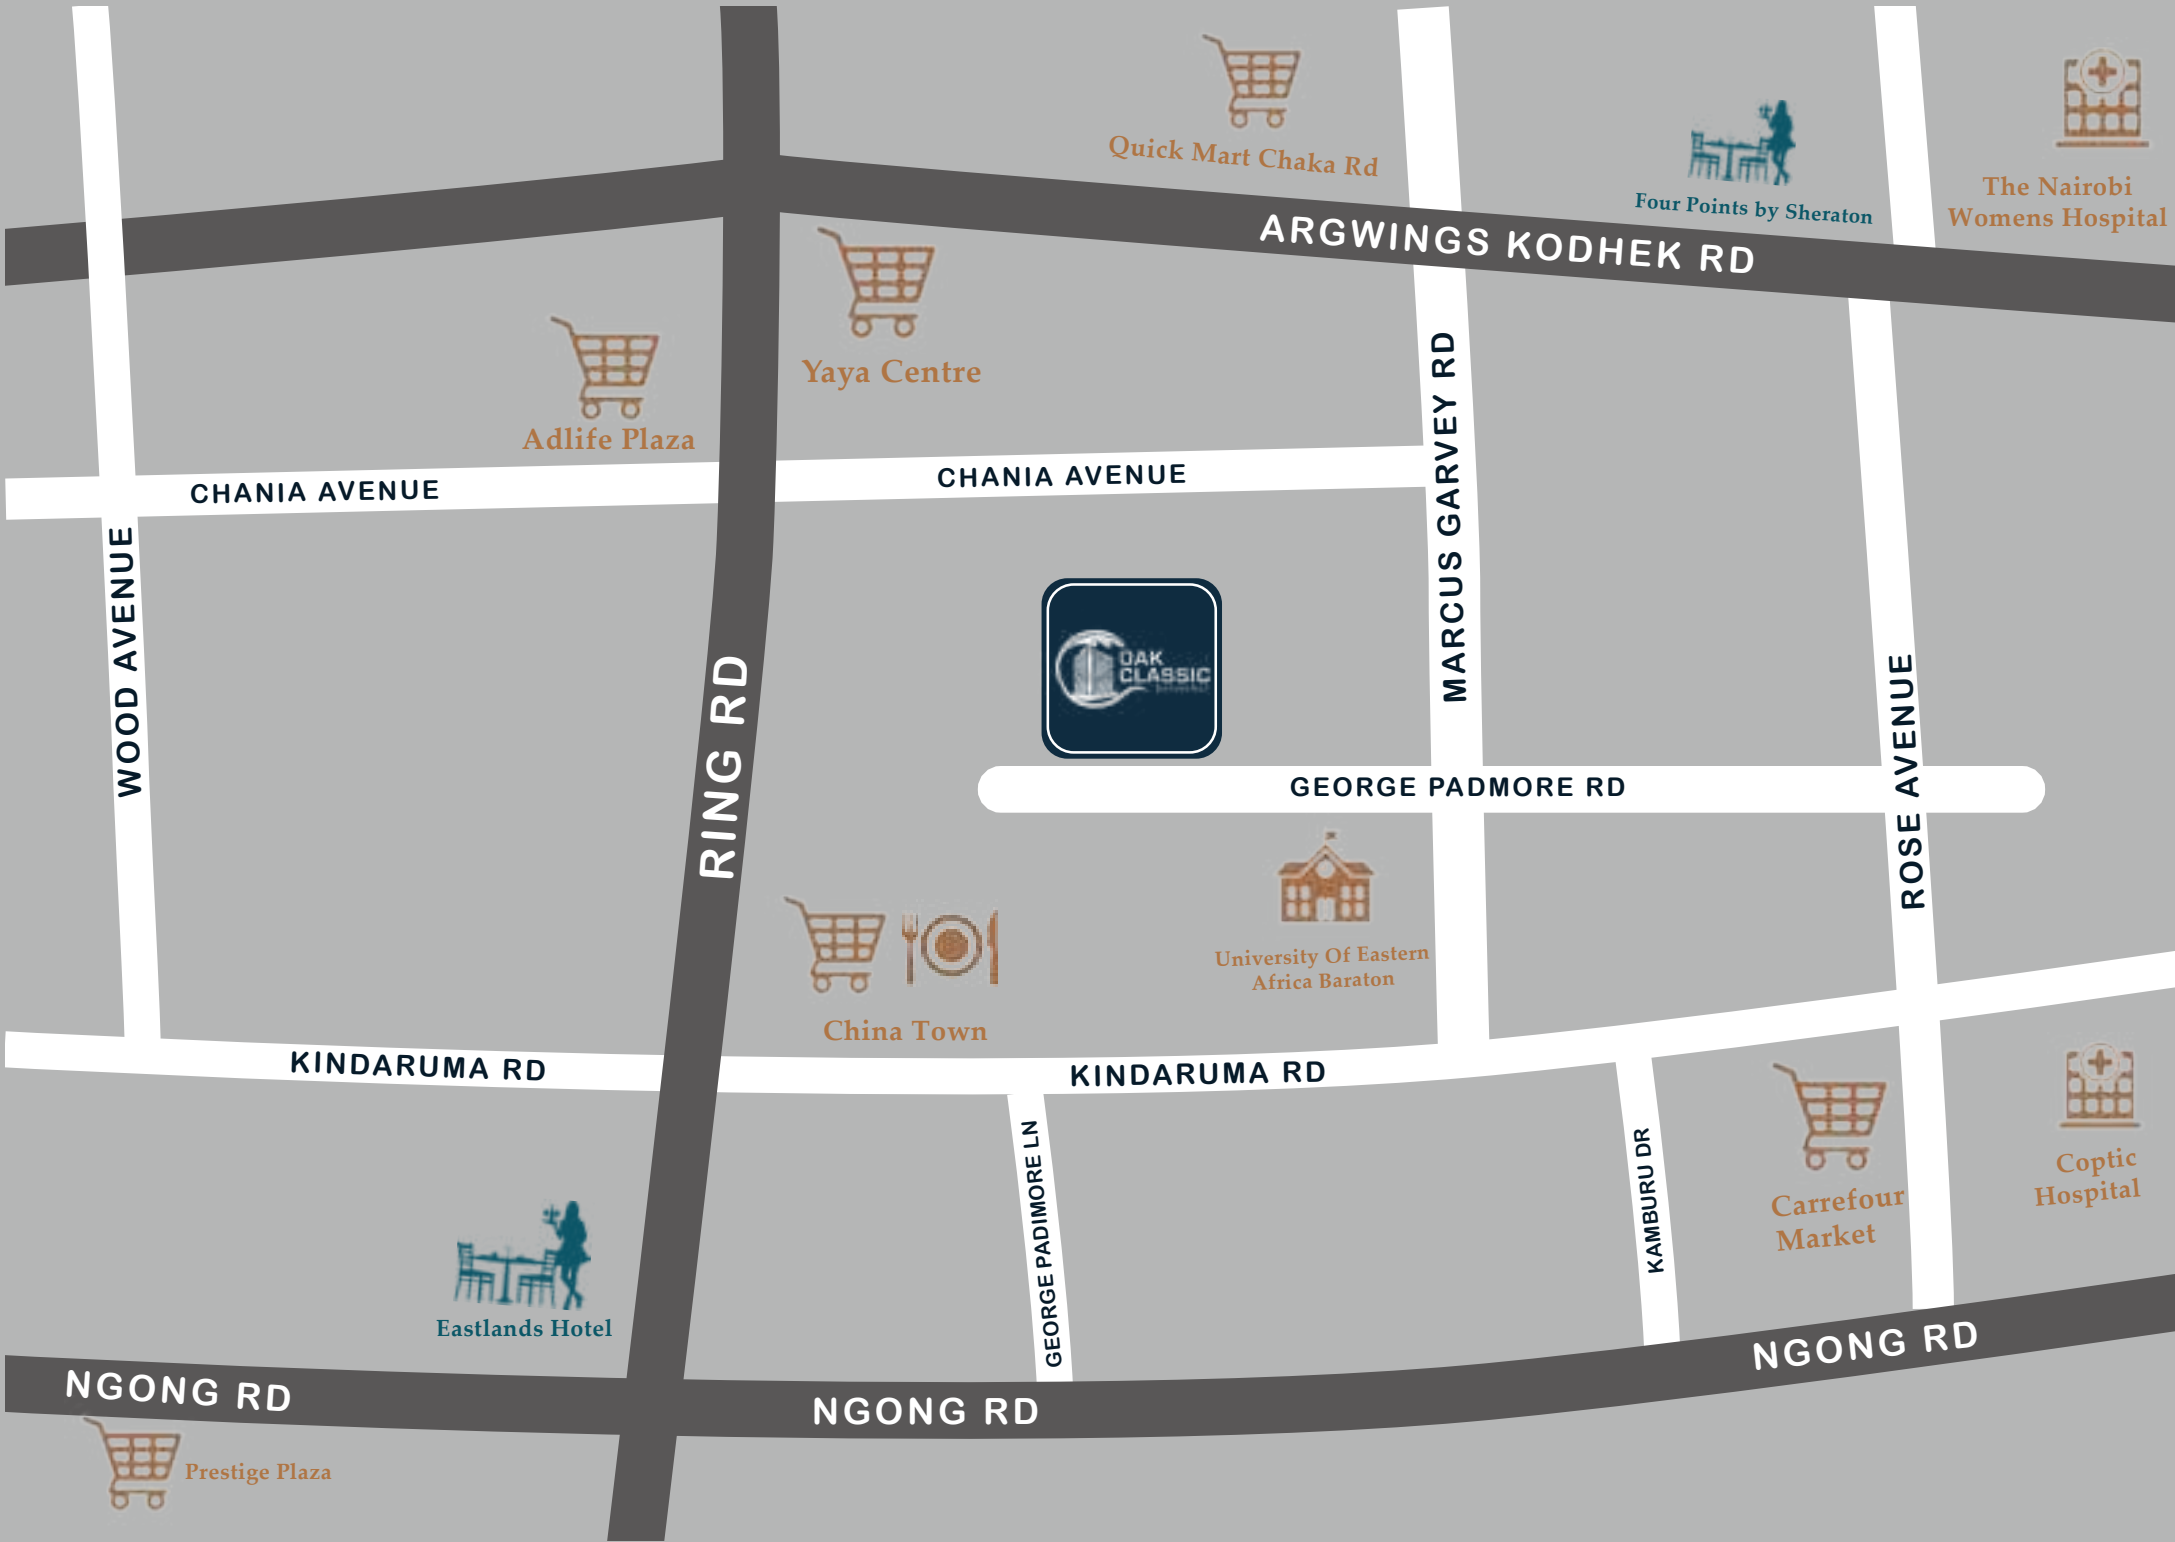 Quick Mart Chaka Rd
Four Points by Sheraton
The Nairobi
Womens Hospital
ARGWINGS KODHEK RD
Yaya Centre
Adlife Plaza
CHANIA AVENUE
CHANIA AVENUE
MARCUS GARVEY RD
WOOD AVENUE
OAK
CLASSIC
RING RD
GEORGE PADMORE RD
ROSE AVENUE
University Of Eastern
Africa Baraton
China Town
KINDARUMA RD
KINDARUMA RD
GEORGE PADIMORE LN
KAMBURU DR
Carrefour
Market
Coptic
Hospital
Eastlands Hotel
NGONG RD
NGONG RD
NGONG RD
Prestige Plaza